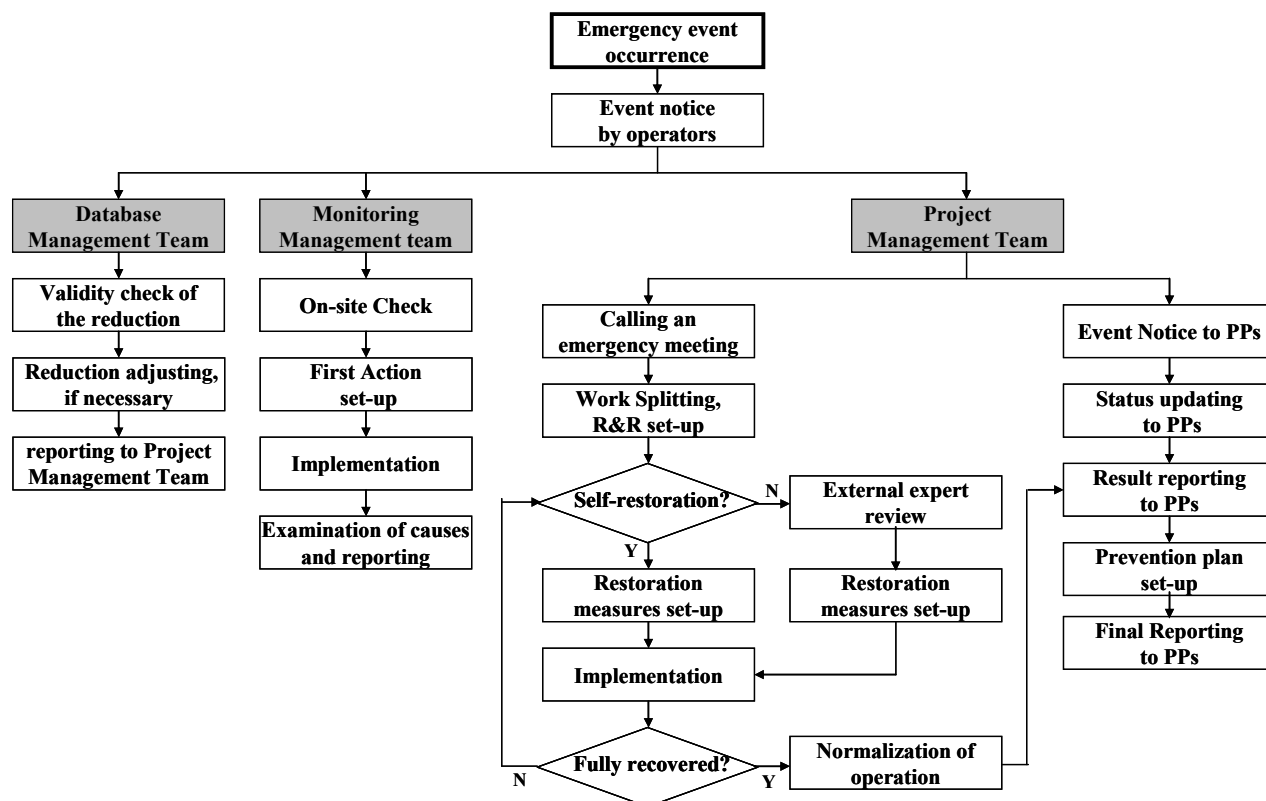 Emergency event
occurrence
Event notice
by operators
Database
Management Team
Monitoring
Management team
Project
Management Team
Validity check of
the reduction
Reduction adjusting,
if necessary
reporting to Project
Management Team
On-site Check
First Action
set-up
Implementation
Examination of causes
and reporting
Calling an
emergency meeting
Work Splitting,
R&R set-up
Self-restoration?
N
Y
External expert
review
Restoration
measures set-up
Restoration
measures set-up
Implementation
Fully recovered?
N
Y
Normalization of
operation
Event Notice to PPs
Status updating
to PPs
Result reporting
to PPs
Prevention plan
set-up
Final Reporting
to PPs